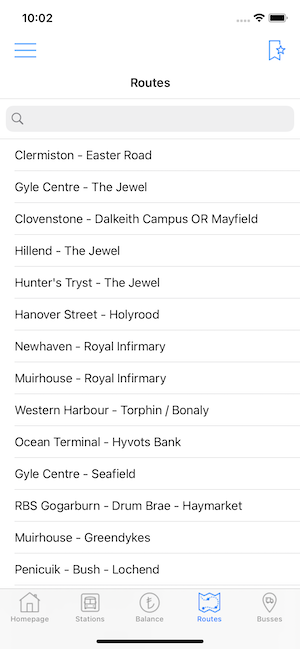 10:02
Routes
Clermiston - Easter Road
Gyle Centre - The Jewel
Clovenstone - Dalkeith Campus OR Mayfield
Hillend - The Jewel
Hunter's Tryst - The Jewel
Hanover Street - Holyrood
Newhaven - Royal Infirmary
Muirhouse - Royal Infirmary
Western Harbour - Torphin / Bonaly
Ocean Terminal - Hyvots Bank
Gyle Centre - Seafield
RBS Gogarburn - Drum Brae - Haymarket
Muirhouse - Greendykes
Penicuik - Bush - Lochend
Homepage Stations Balance Routes Busses